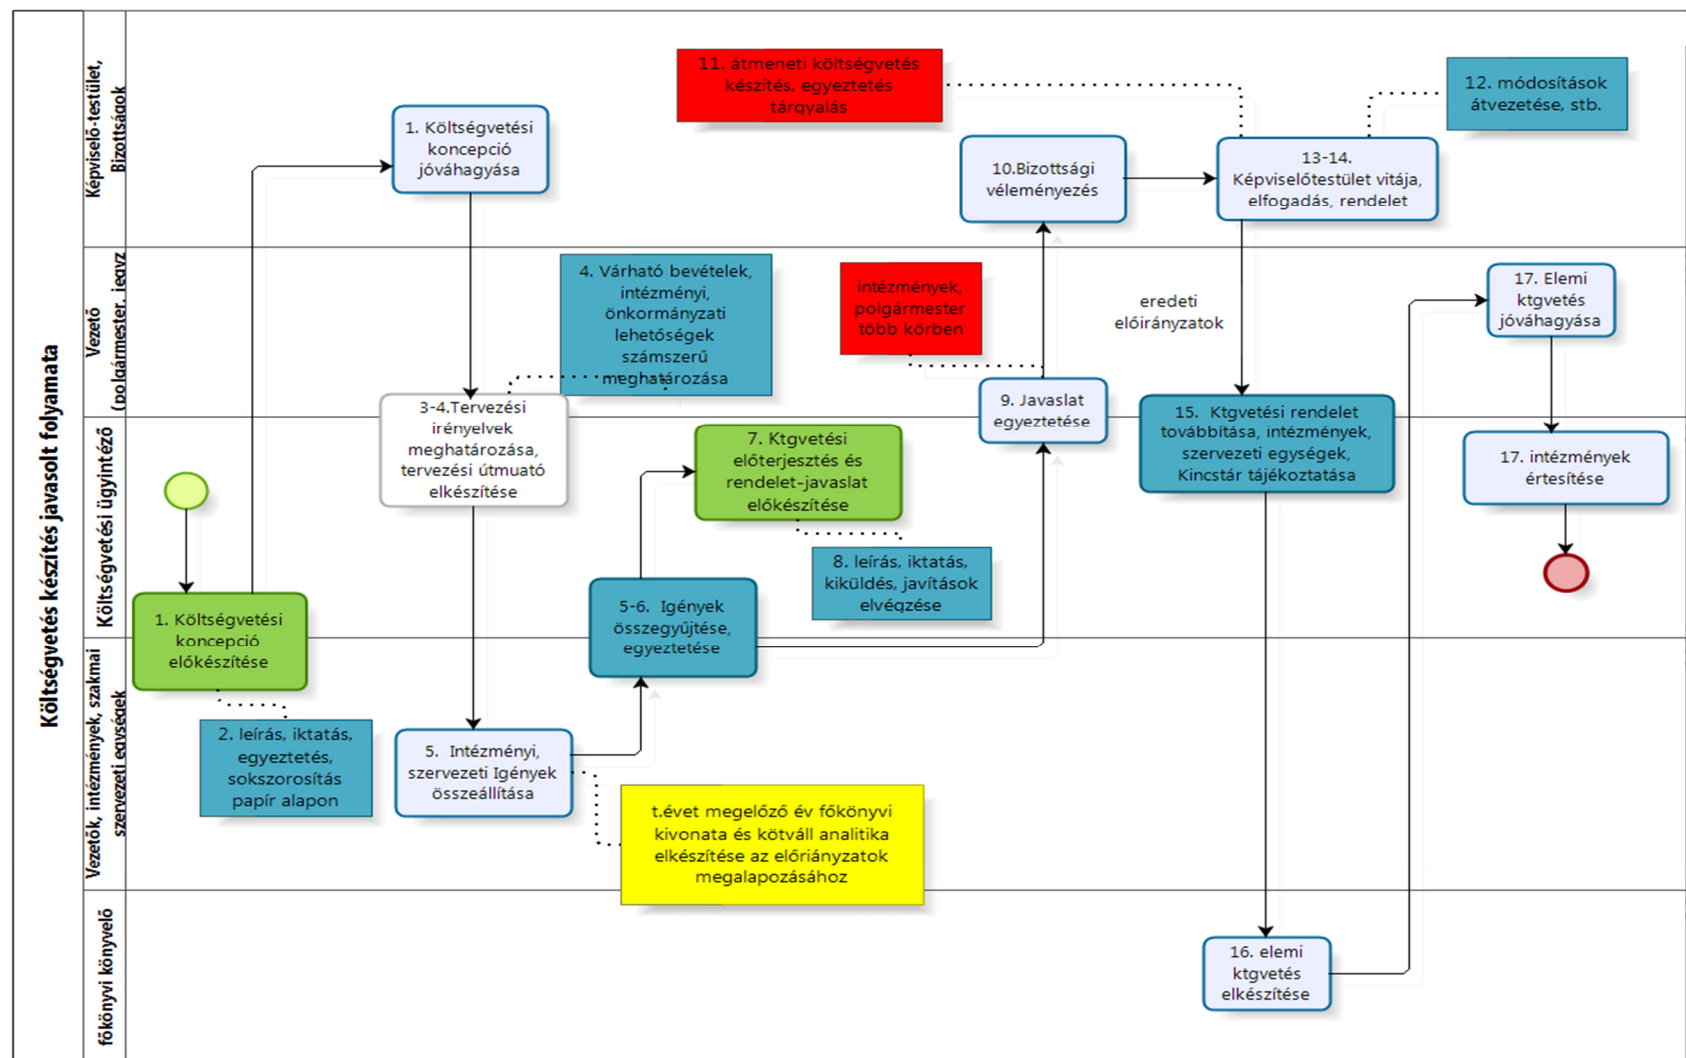 Költségvetés készítés javasolt folyamata
Képviselő-testület,
Bizottságok
11. átmeneti költségvetés
készítés, egyeztetés
tárgyalás
12. módosítások
átvezetése, stb.
1. Költségvetési
koncepció
jóváhagyása
10.Bizottsági
véleményezés
13-14.
Képviselőtestület vitája,
elfogadás, rendelet
Vezető
(polgármester, jegyz
4. Várható bevételek,
intézményi,
önkormányzati
lehetőségek
számszerű
meghatározása
intézmények,
polgármester
több körben
eredeti
előirányzatok
17. Elemi
ktgvetés
jóváhagyása
3-4.Tervezési
irányelvek
meghatározása,
tervezési útmuató
elkészítése
9. Javaslat
egyeztetése
15. Ktgvetési rendelet
továbbítása, intézmények,
szervezeti egységek,
Kincstár tájékoztatása
Költségvetési ügyintéző
7. Ktgvetési
előterjesztés és
rendelet-javaslat
előkészítése
17. intézmények
értesítése
8. leírás, iktatás,
kiküldés, javítások
elvégzése
1. Költségvetési
koncepció
előkészítése
5-6. Igények
összegyűjtése,
egyeztetése
Vezetők, intézmények, szakmai
szervezeti egységek
2. leírás, iktatás,
egyeztetés,
sokszorosítás
papír alapon
5. Intézményi,
szervezeti Igények
összeállítása
t.évet megelőző év főkönyvi
kivonata és kötváll analitika
elkészítése az előriányzatok
megalapozásához
főkönyvi könyvelő
16. elemi
ktgvetés
elkészítése